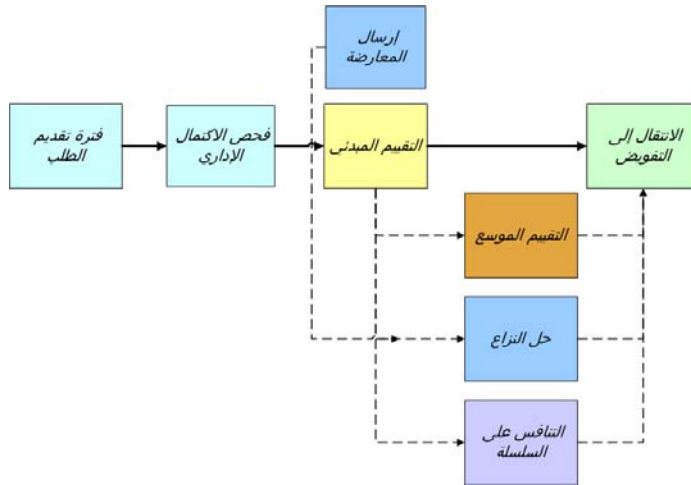 إرسال
المعارضة
فترة تقديم
الطلب
فحص الاكتمال
الإداري
التقييم المبدئي
الانتقال إلى
التفويض
التقييم الموسع
حل النزاع
التنافس على
السلسلة